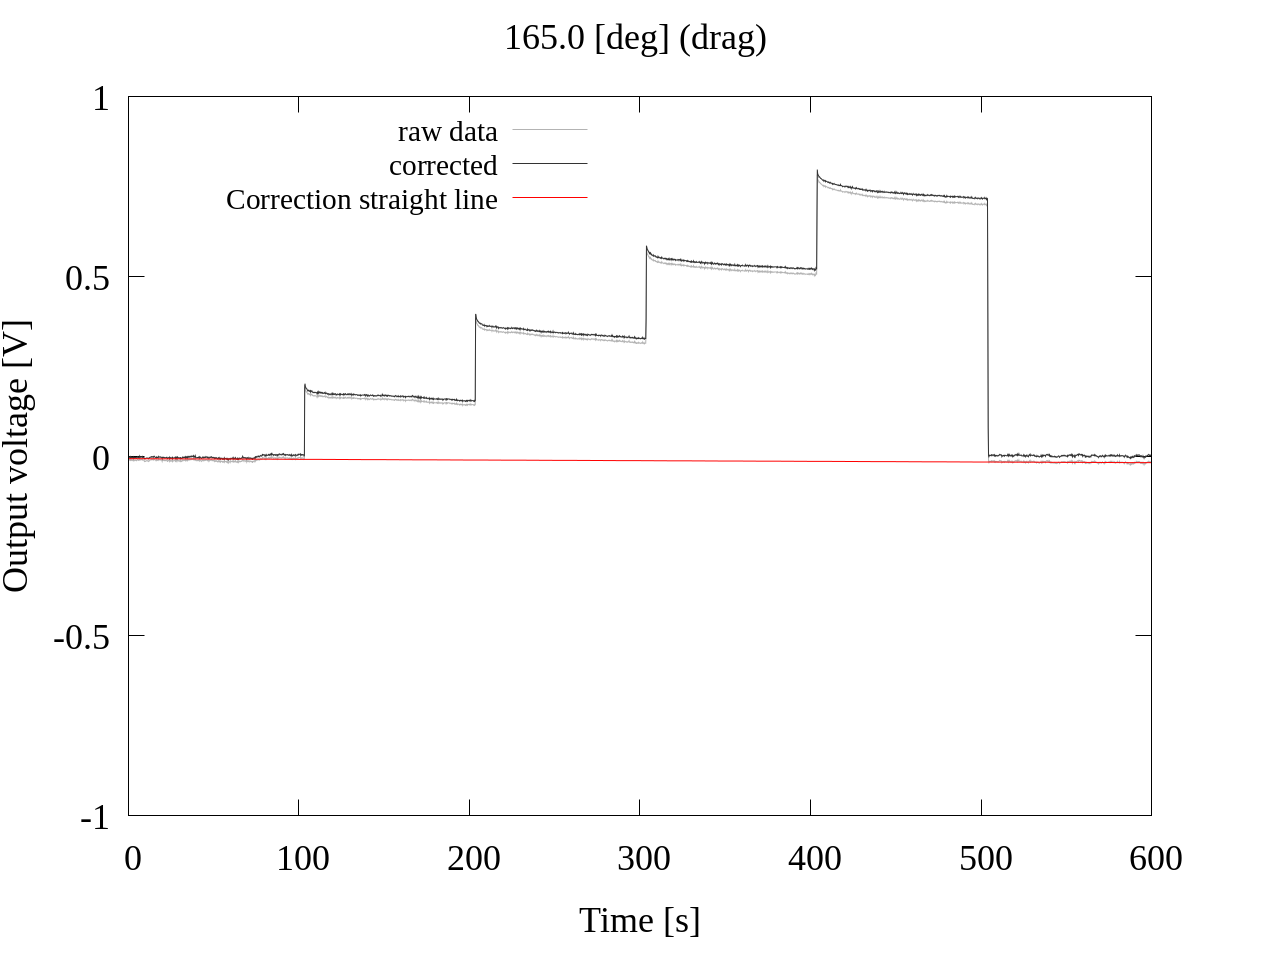 165.0 [deg] (drag)
1
0.5
0
-0.5
-1
raw data
corrected
Correction straight line
Output voltage [V]
0 100 200 300 400 500 600
Time [s]